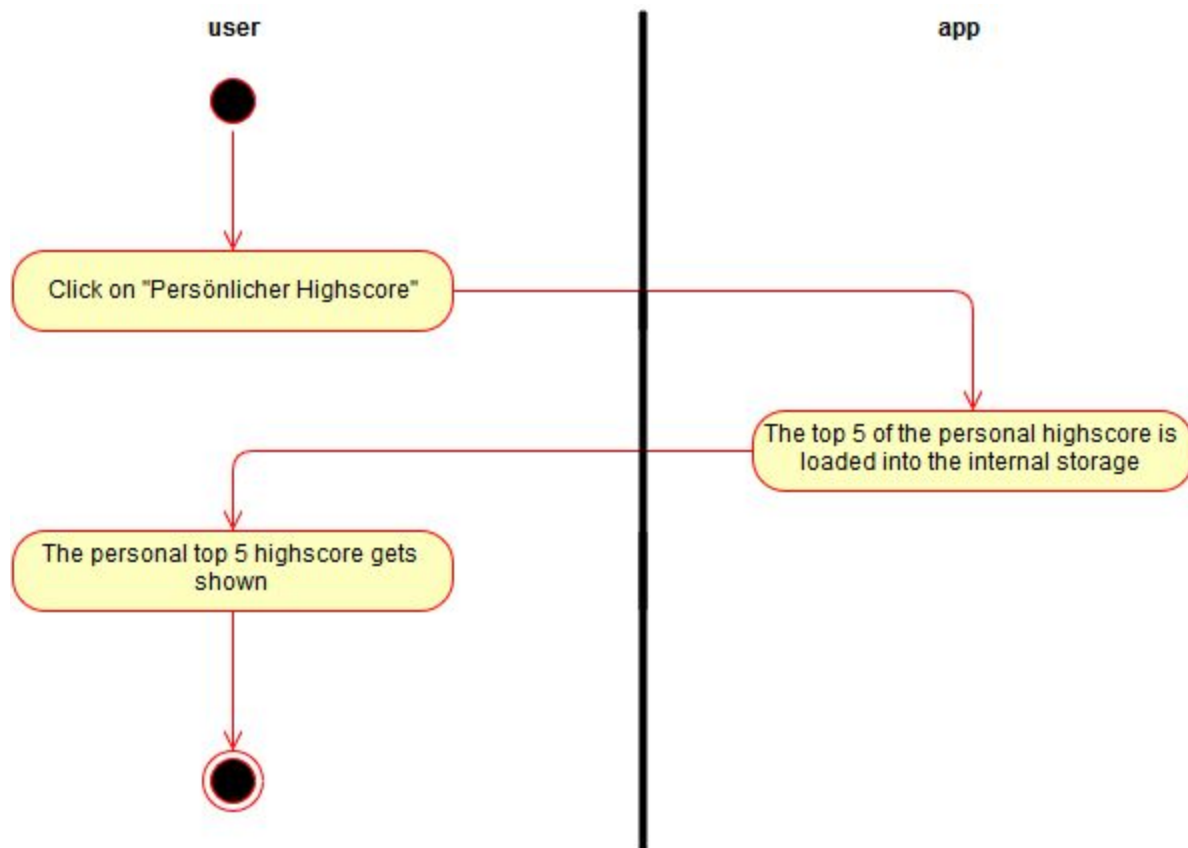 user
app
Click on "Persönlicher Highscore"
The top 5 of the personal highscore is
loaded into the internal storage
The personal top 5 highscore gets
shown